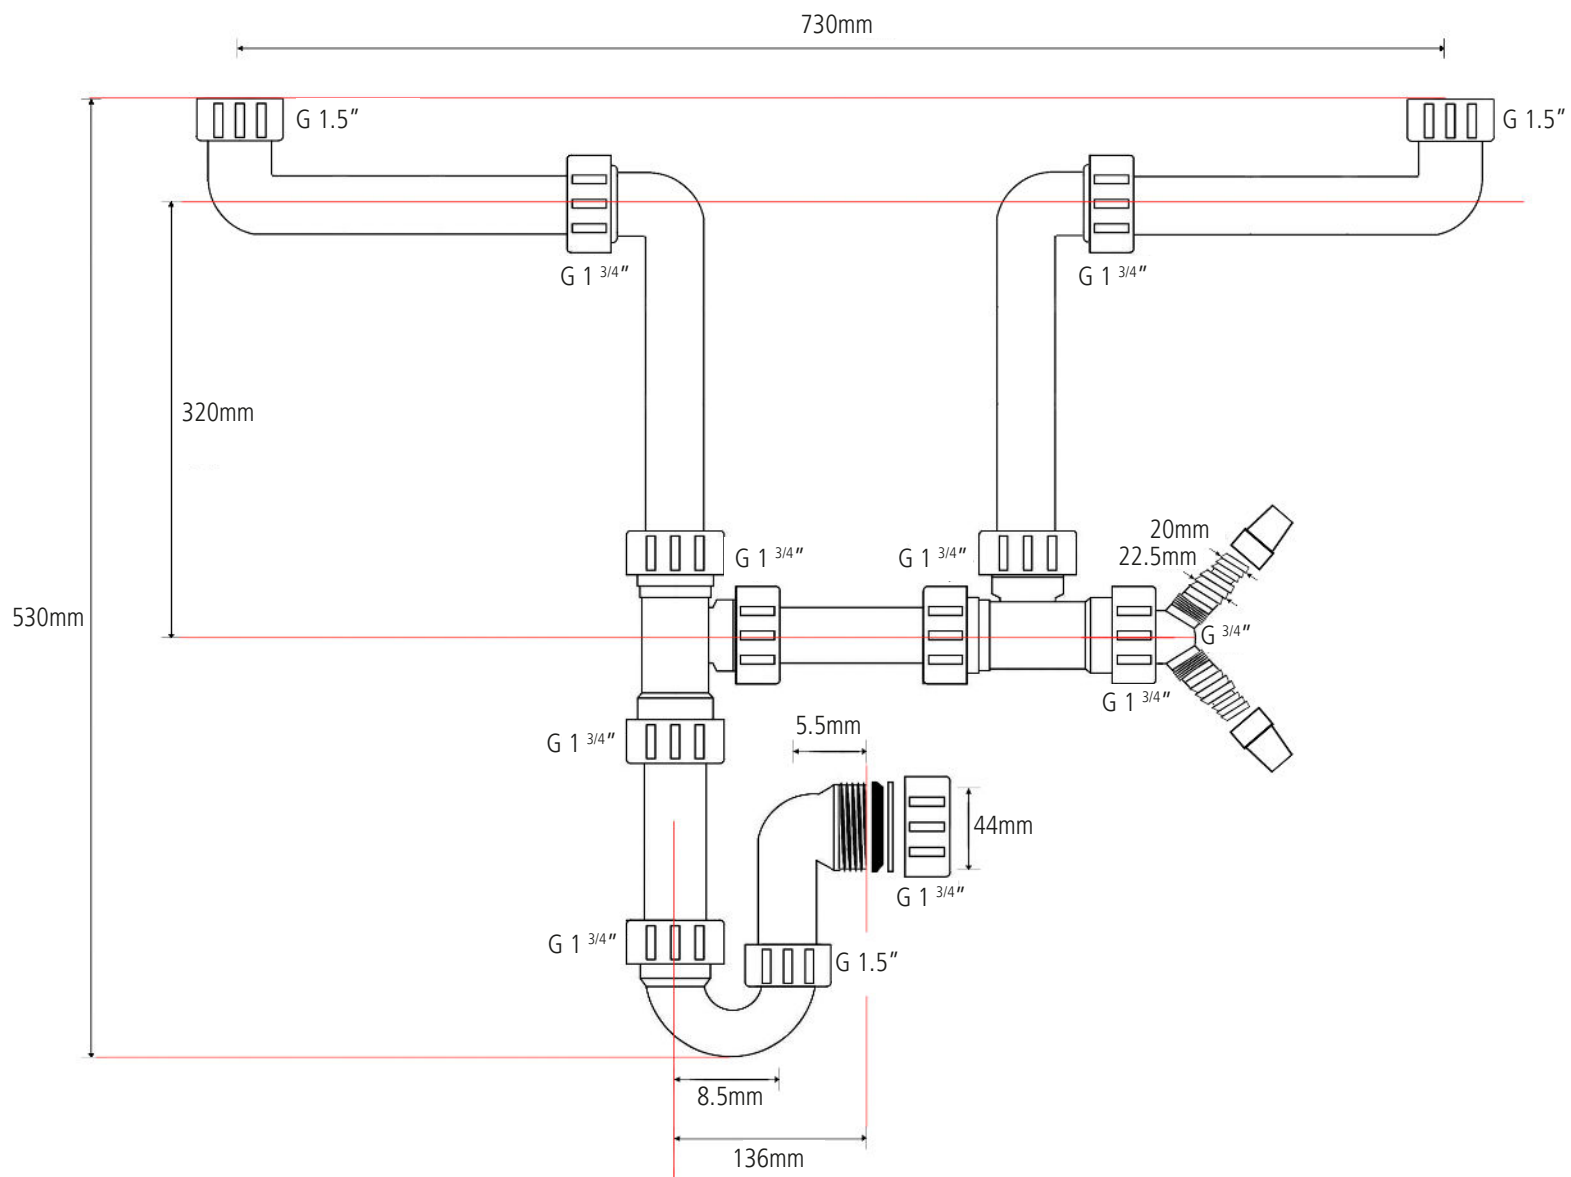 730mm
G 1.5″
G 1.5″
G 1 3/4″
G 1 3/4″
320mm
20mm
22.5mm
G 1 3/4″
G 1 3/4″
530mm
G 3/4″
G 1 3/4″
5.5mm
G 1 3/4″
44mm
G 1 3/4″
G 1 3/4″
G 1.5″
8.5mm
136mm